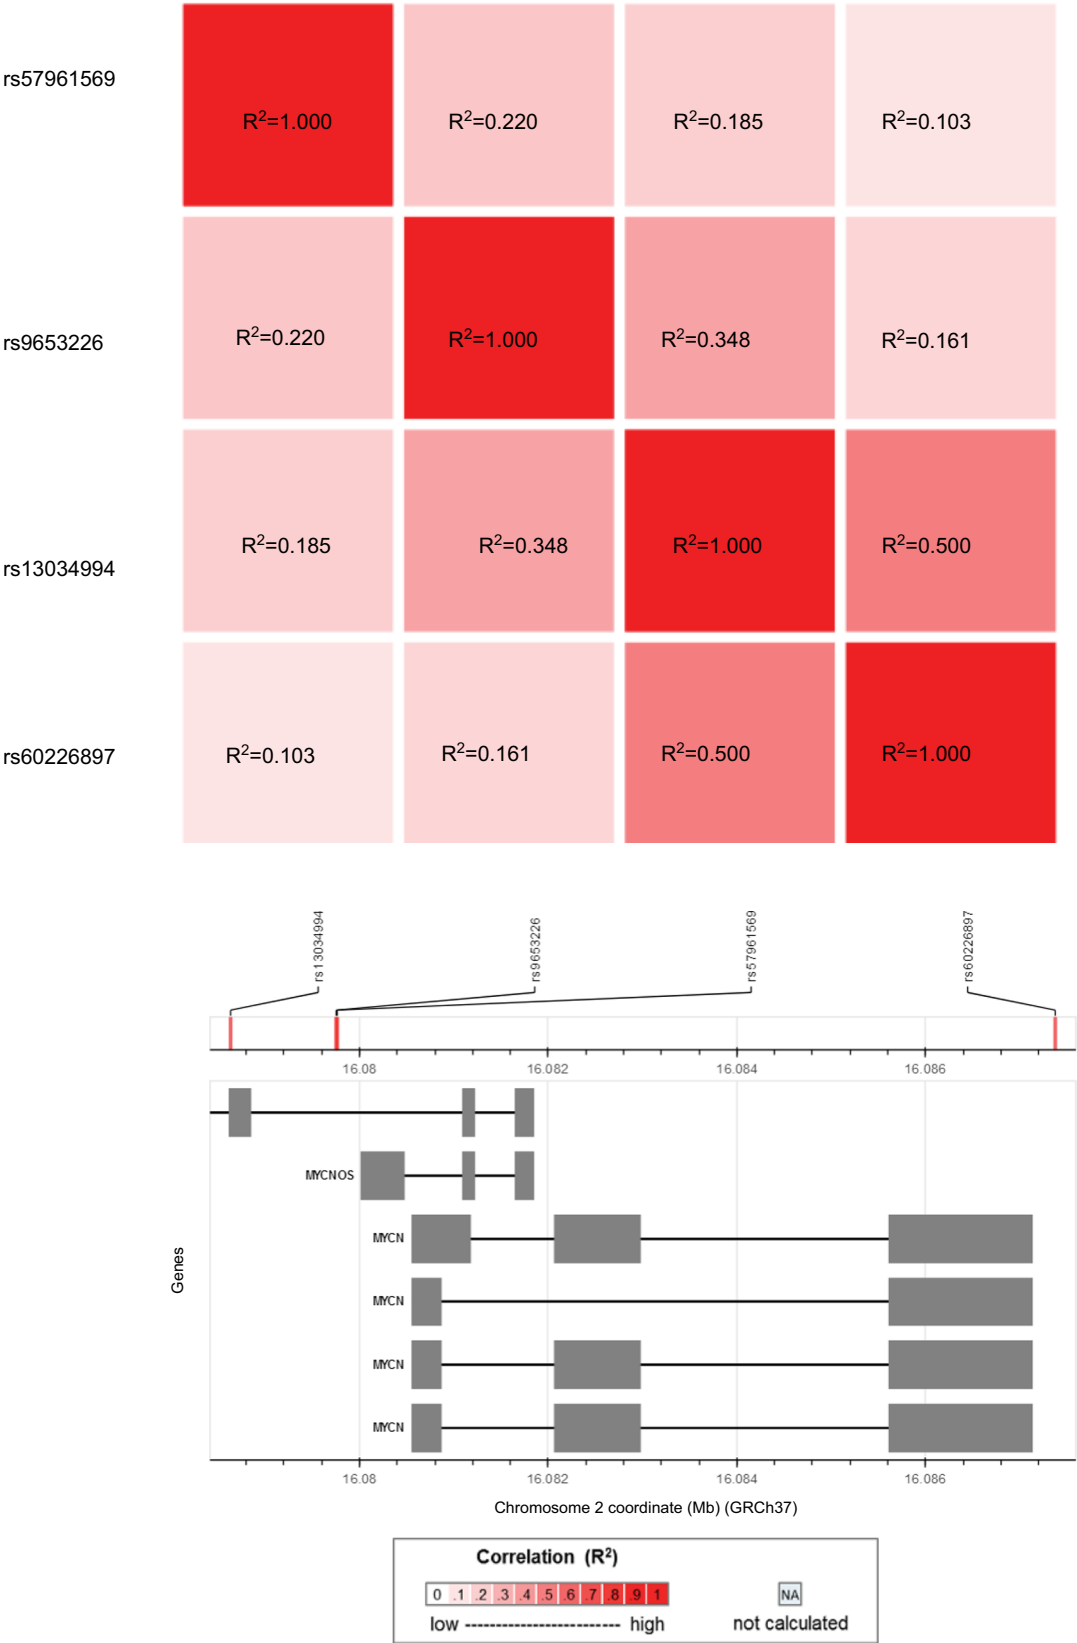 rs57961569
R²=1.000 R²=0.220 R²=0.185 R²=0.103
rs9653226
R²=0.220 R²=1.000 R²=0.348 R²=0.161
rs13034994
R²=0.185 R²=0.348 R²=1.000 R²=0.500
rs60226897
R²=0.103 R²=0.161 R²=0.500 R²=1.000
rs13034994
rs9653226
rs57961569
rs60226897
16.08 16.082 16.084 16.086
MYCNOS
MYCN
MYCN
MYCN
MYCN
Genes
16.08 16.082 16.084 16.086
Chromosome 2 coordinate (Mb) (GRCh37)
Correlation (R²)
0 .1 .2 .3 .4 .5 .6 .7 .8 .9 1 NA
low ------------------------- high not calculated